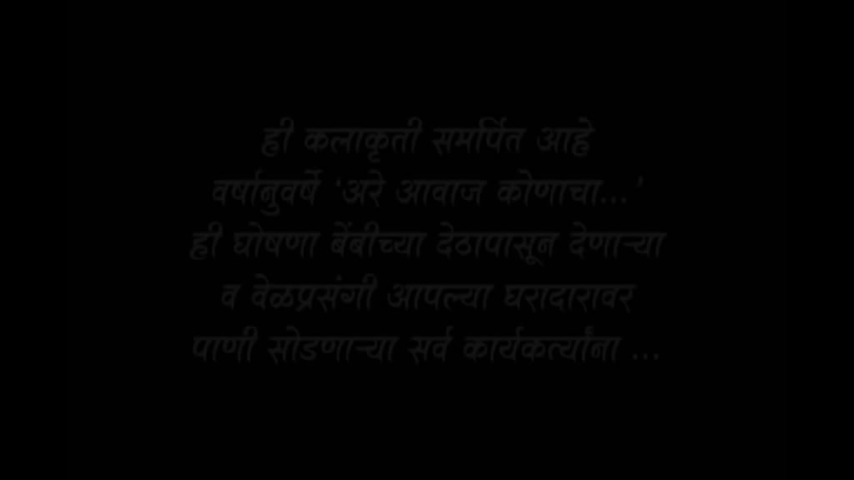 ही कलाकृती समर्पित आहे
वर्षानुवर्षे ‘अरे आवाज कोणाचा...’
ही घोषणा बेंबीच्या देठापासून देणाऱ्या
व वेळप्रसंगी आपल्या घरादारावर
पाणी सोडणाऱ्या सर्व कार्यकर्त्यांना ...